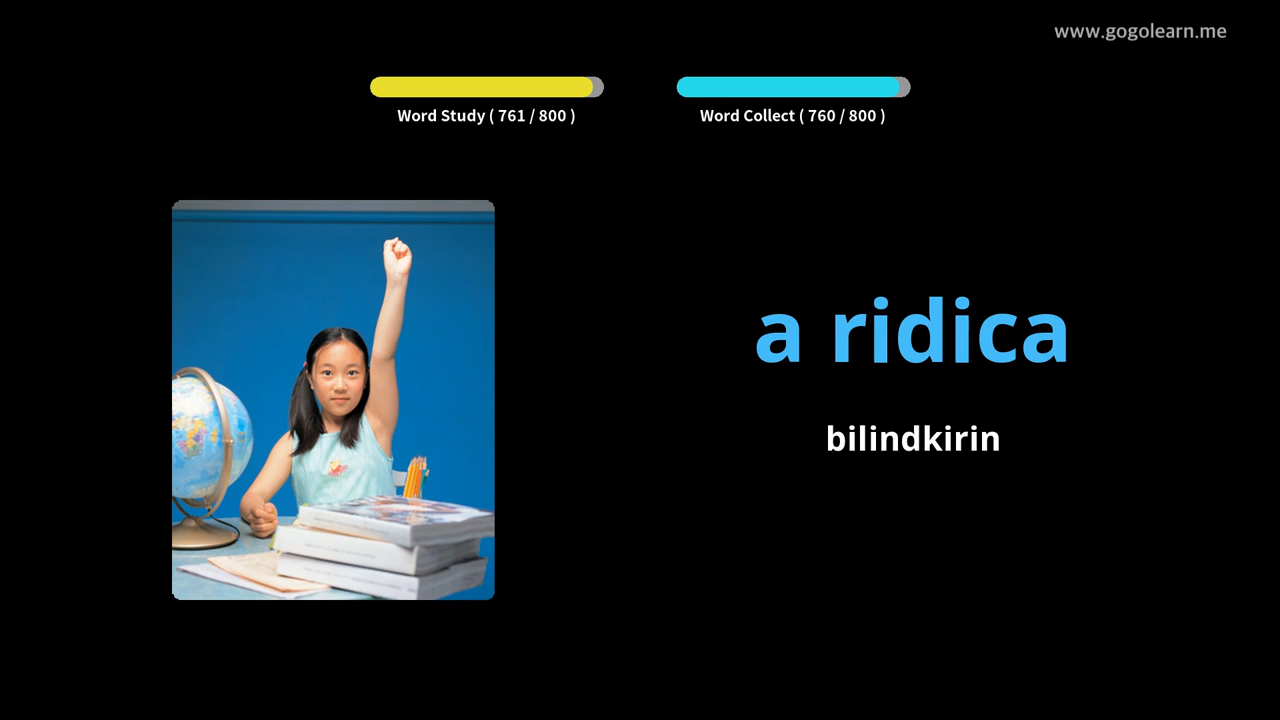 www.gogolearn.me
Word Study ( 761 / 800 )
Word Collect ( 760 / 800 )
a ridica
bilindkirin